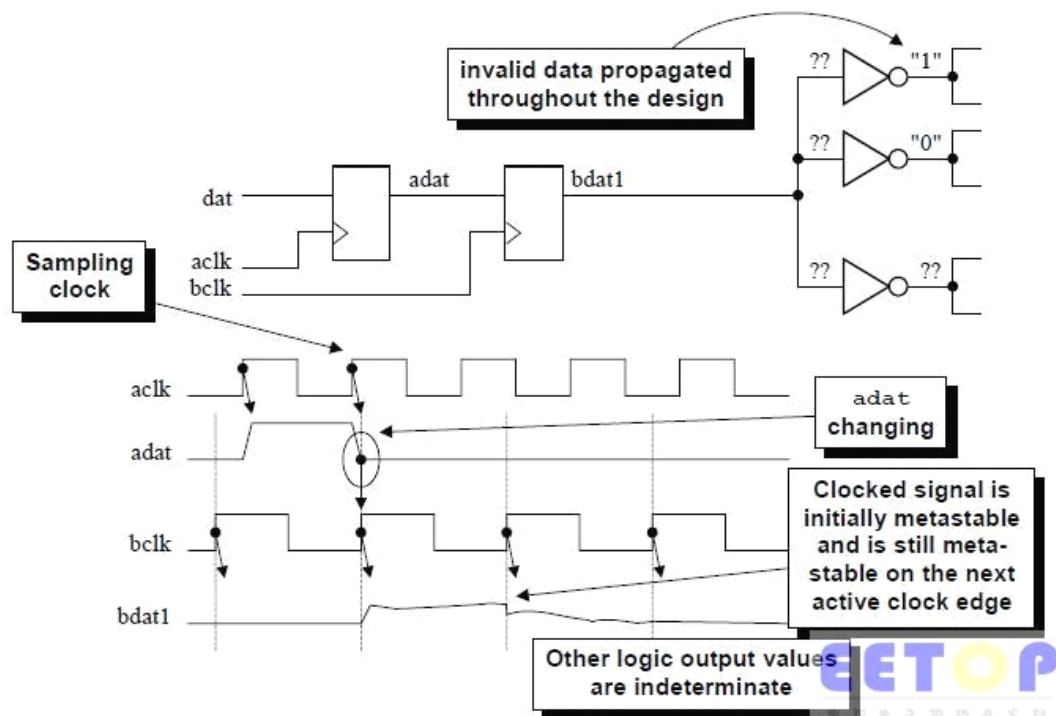 invalid data propagated
throughout the design
??
"1"
??
"0"
??
??
dat
adat
bdat1
aclk
bclk
Sampling
clock
aclk
adat
changing
adat
Clocked signal is
initially metastable
and is still meta-
stable on the next
active clock edge
bclk
bdat1
Other logic output values
are indeterminate
EETOP